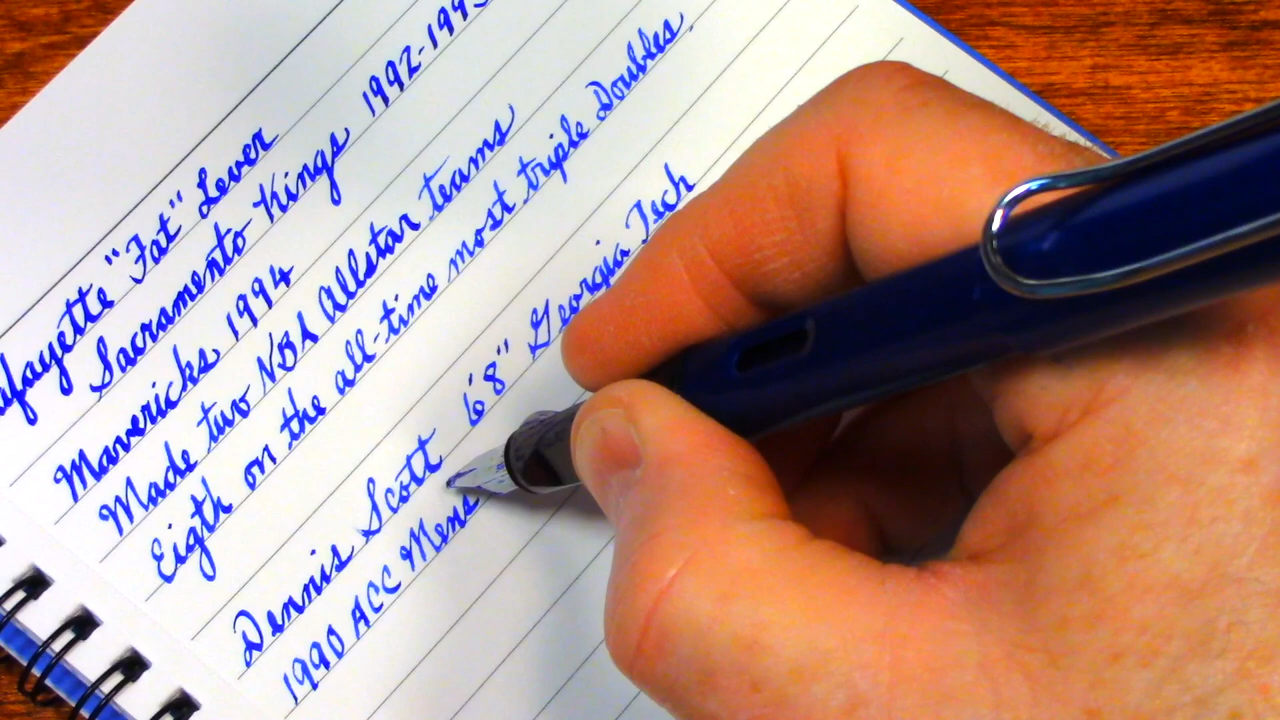 afayette "Fat" Lever
Sacramento Kings 1992-1993
Mavericks 1994
Made two NBA Allstar teams
Eigth on the all-time most triple Doubles.
Dennis Scott 6'8" Georgia Tech
1990 ACC Mens